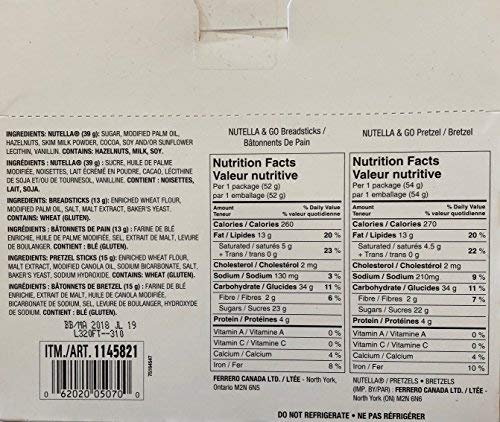 INGREDIENTS: NUTELLA® (39 g): SUGAR, MODIFIED PALM OIL,
HAZELNUTS, SKIM MILK POWDER, COCOA, SOY AND/OR SUNFLOWER
LECITHIN, VANILLIN. CONTAINS: HAZELNUTS, MILK, SOY.
INGRÉDIENTS : NUTELLA® (39 g) : SUCRE, HUILE DE PALME
MODIFIÉE, NOISETTES, LAIT ÉCRÉMÉ EN POUDRE, CACAO, LÉCITHINE
DE SOJA ET/OU DE TOURNESOL, VANILLINE. CONTIENT : NOISETTES,
LAIT, SOJA.
INGREDIENTS: BREADSTICKS (13 g): ENRICHED WHEAT FLOUR,
MODIFIED PALM OIL, SALT, MALT EXTRACT, BAKER'S YEAST.
CONTAINS: WHEAT (GLUTEN).
INGRÉDIENTS : BÂTONNETS DE PAIN (13 g) : FARINE DE BLÉ
ENRICHIE, HUILE DE PALME MODIFIÉE, SEL, EXTRAIT DE MALT, LEVURE
DE BOULANGER. CONTIENT : BLÉ (GLUTEN).
INGREDIENTS: PRETZEL STICKS (15 g): ENRICHED WHEAT FLOUR,
MALT EXTRACT, MODIFIED CANOLA OIL, SODIUM BICARBONATE, SALT,
BAKER'S YEAST, SODIUM HYDROXIDE. CONTAINS: WHEAT (GLUTEN).
INGRÉDIENTS : BÂTONNETS DE BRETZEL (15 g) : FARINE DE BLÉ
ENRICHIE, EXTRAIT DE MALT, HUILE DE CANOLA MODIFIÉE,
BICARBONATE DE SODIUM, SEL, LEVURE DE BOULANGER, HYDROXYDE
DE SODIUM. CONTIENT : BLÉ (GLUTEN).
BB/MA 2018 JL 19
L320FT--310
ITM./ART. 1145821
0 62020 05070 0
70164547
NUTELLA & GO Breadsticks /
Bâtonnets De Pain
Nutrition Facts
Valeur nutritive
Per 1 package (52 g)
par 1 emballage (52 g)
Amount % Daily Value
Teneur % valeur quotidienne
Calories / Calories 260
Fat / Lipides 13 g 20 %
Saturated / saturés 5 g 23 %
+ Trans / trans 0 g
Cholesterol / Cholestérol 2 mg
Sodium / Sodium 130 mg 3 %
Carbohydrate / Glucides 34 g 11 %
Fibre / Fibres 2 g 6 %
Sugars / Sucres 23 g
Protein / Protéines 4 g
Vitamin A / Vitamine A 0 %
Vitamin C / Vitamine C 0 %
Calcium / Calcium 4 %
Iron / Fer 8 %
FERRERO CANADA LTD. / LTÉE - North York,
Ontario M2N 6N5
NUTELLA & GO Pretzel / Bretzel
Nutrition Facts
Valeur nutritive
Per 1 package (54 g)
par 1 emballage (54 g)
Amount % Daily Value
Teneur % valeur quotidienne
Calories / Calories 270
Fat / Lipides 13 g 20 %
Saturated / saturés 4.5 g 22 %
+ Trans / trans 0 g
Cholesterol / Cholestérol 2 mg
Sodium / Sodium 210mg 9 %
Carbohydrate / Glucides 34 g 11 %
Fibre / Fibres 2 g 7 %
Sugars / Sucres 22 g
Protein / Protéines 4 g
Vitamin A / Vitamine A 0 %
Vitamin C / Vitamine C 0 %
Calcium / Calcium 4 %
Iron / Fer 10 %
NUTELLA® / PRETZELS • BRETZELS
(IMP. BY/PAR) : FERRERO CANADA LTD. / LTÉE -
North York (ON) M2N 6N6
DO NOT REFRIGERATE • NE PAS RÉFRIGÉRER